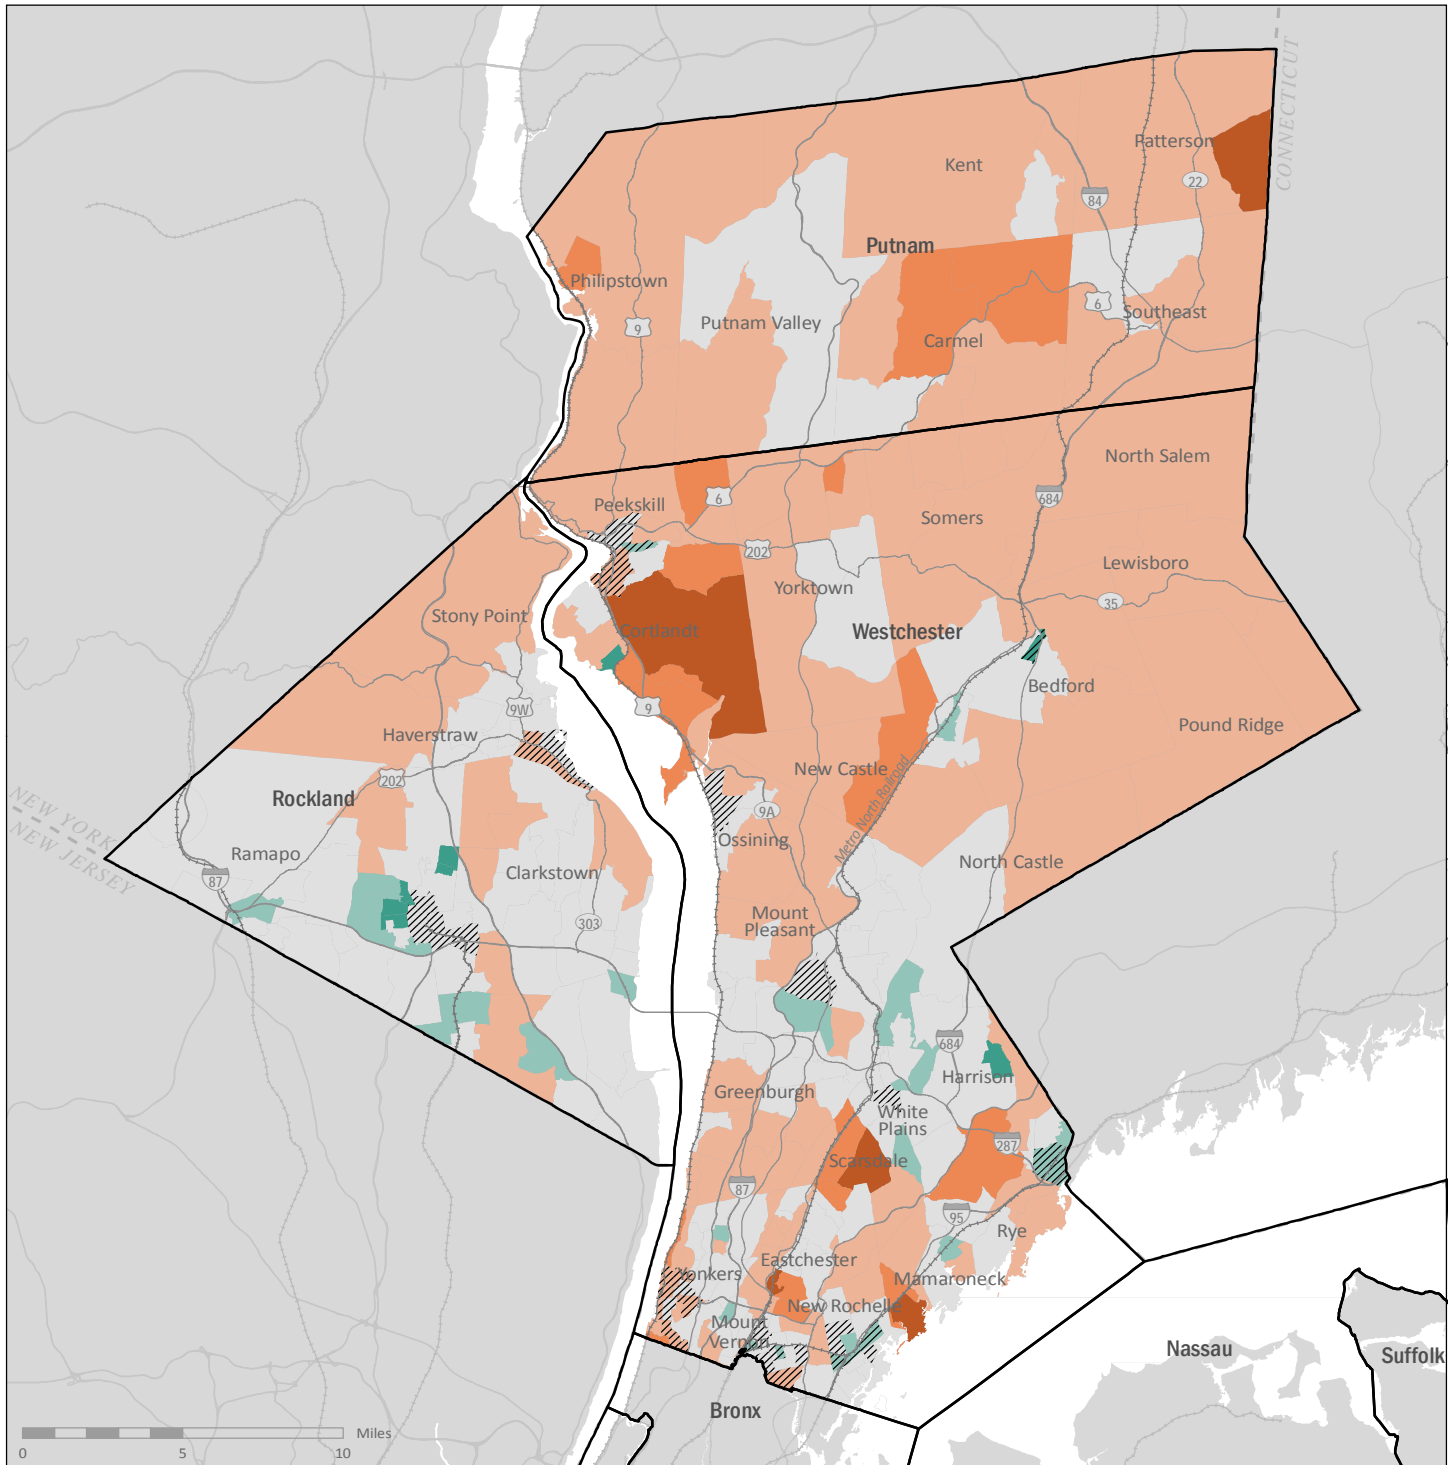 CONNECTICUT
Patterson
Kent
22
84
Putnam
Philipstown
6
Southeast
9
Putnam Valley
Carmel
North Salem
684
Peekskill
6
Somers
202
Lewisboro
Yorktown
35
Stony Point
Cortlandt
Westchester
Bedford
9W
9
Pound Ridge
Haverstraw
New Castle
202
NEW YORK
NEW JERSEY
Rockland
Metro North Railroad
9A
Ossining
Ramapo
North Castle
Clarkstown
87
303
Mount
Pleasant
684
Harrison
Greenburgh
White
Plains
287
Scarsdale
87
95
Rye
Eastchester
Yonkers
Mamaroneck
New Rochelle
Mount
Vernon
Nassau
Suffolk
Bronx
Miles
0
5
10